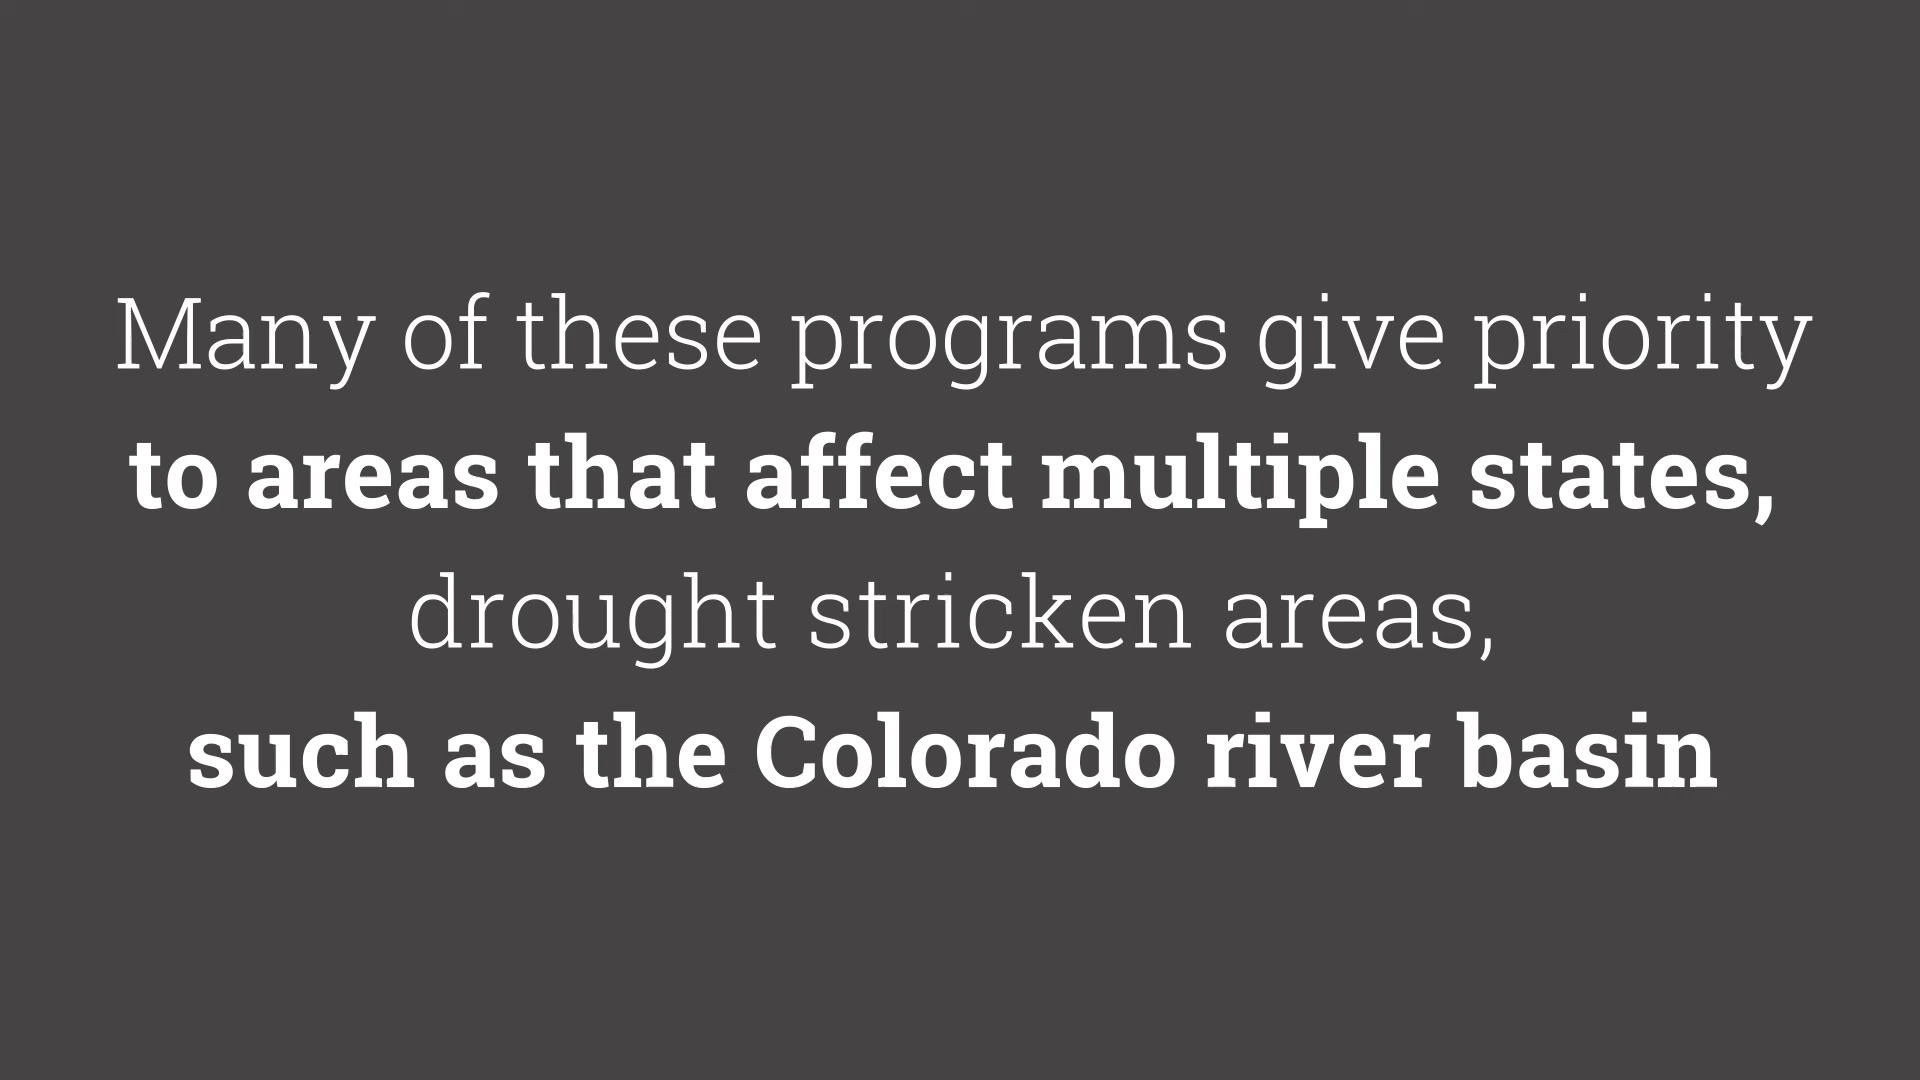 Many of these programs give priority
to areas that affect multiple states,
drought stricken areas,
such as the Colorado river basin